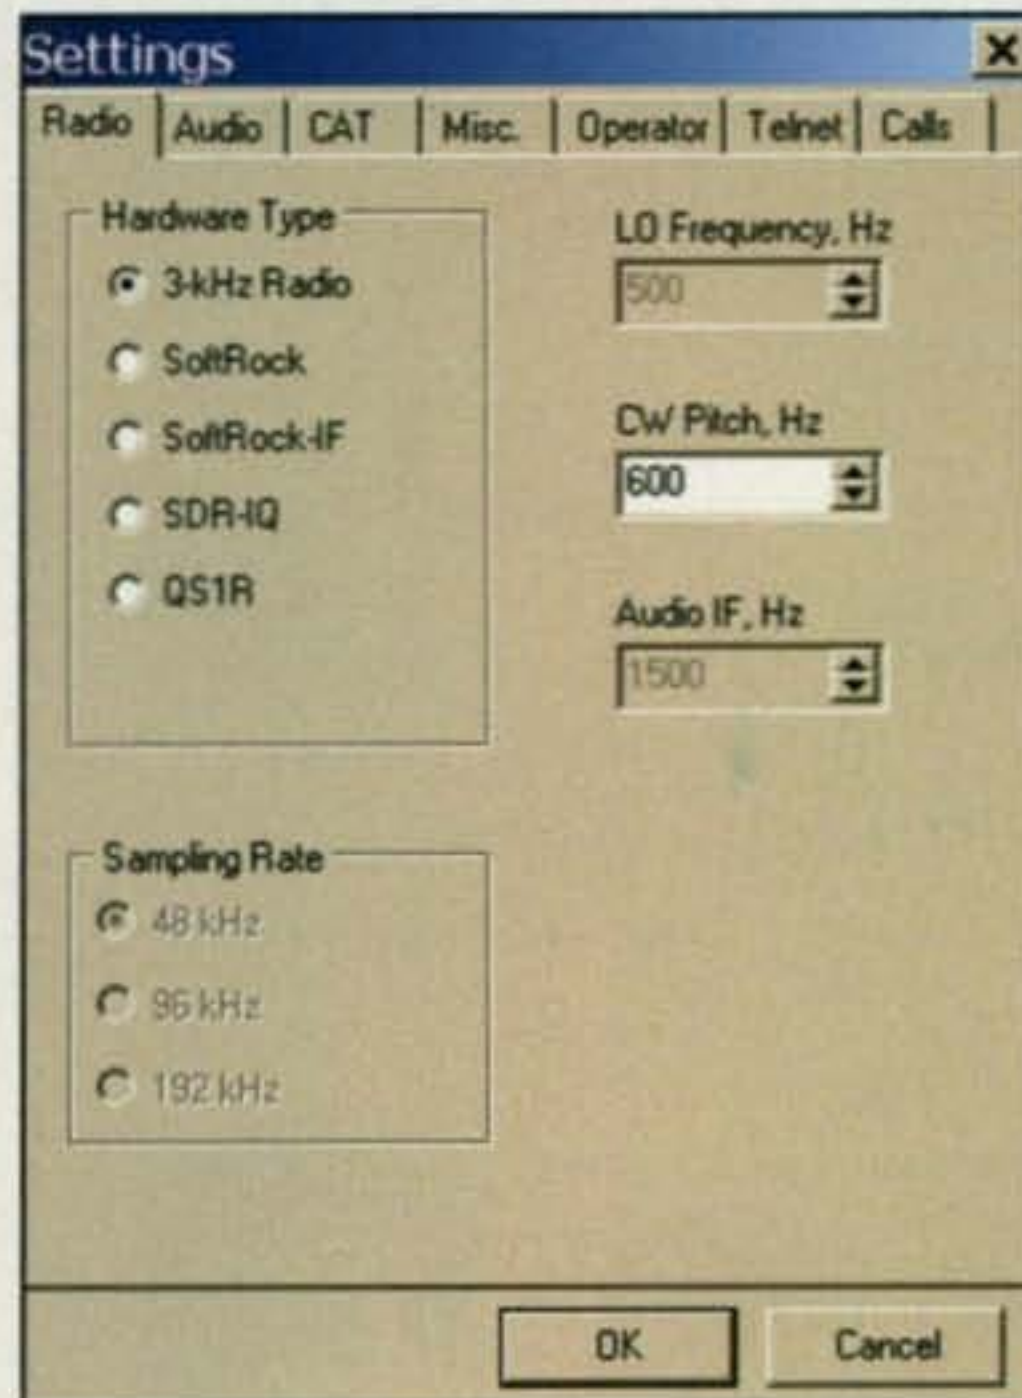 Settings
Radio Audio CAT Misc. Operator Telnet Calls
Hardware Type
3-kHz Radio
SoftRock
SoftRock-IF
SDR-IQ
QS1R
LO Frequency, Hz
500
CW Pitch, Hz
600
Audio IF, Hz
1500
Sampling Rate
48 kHz
96 kHz
192 kHz
OK Cancel